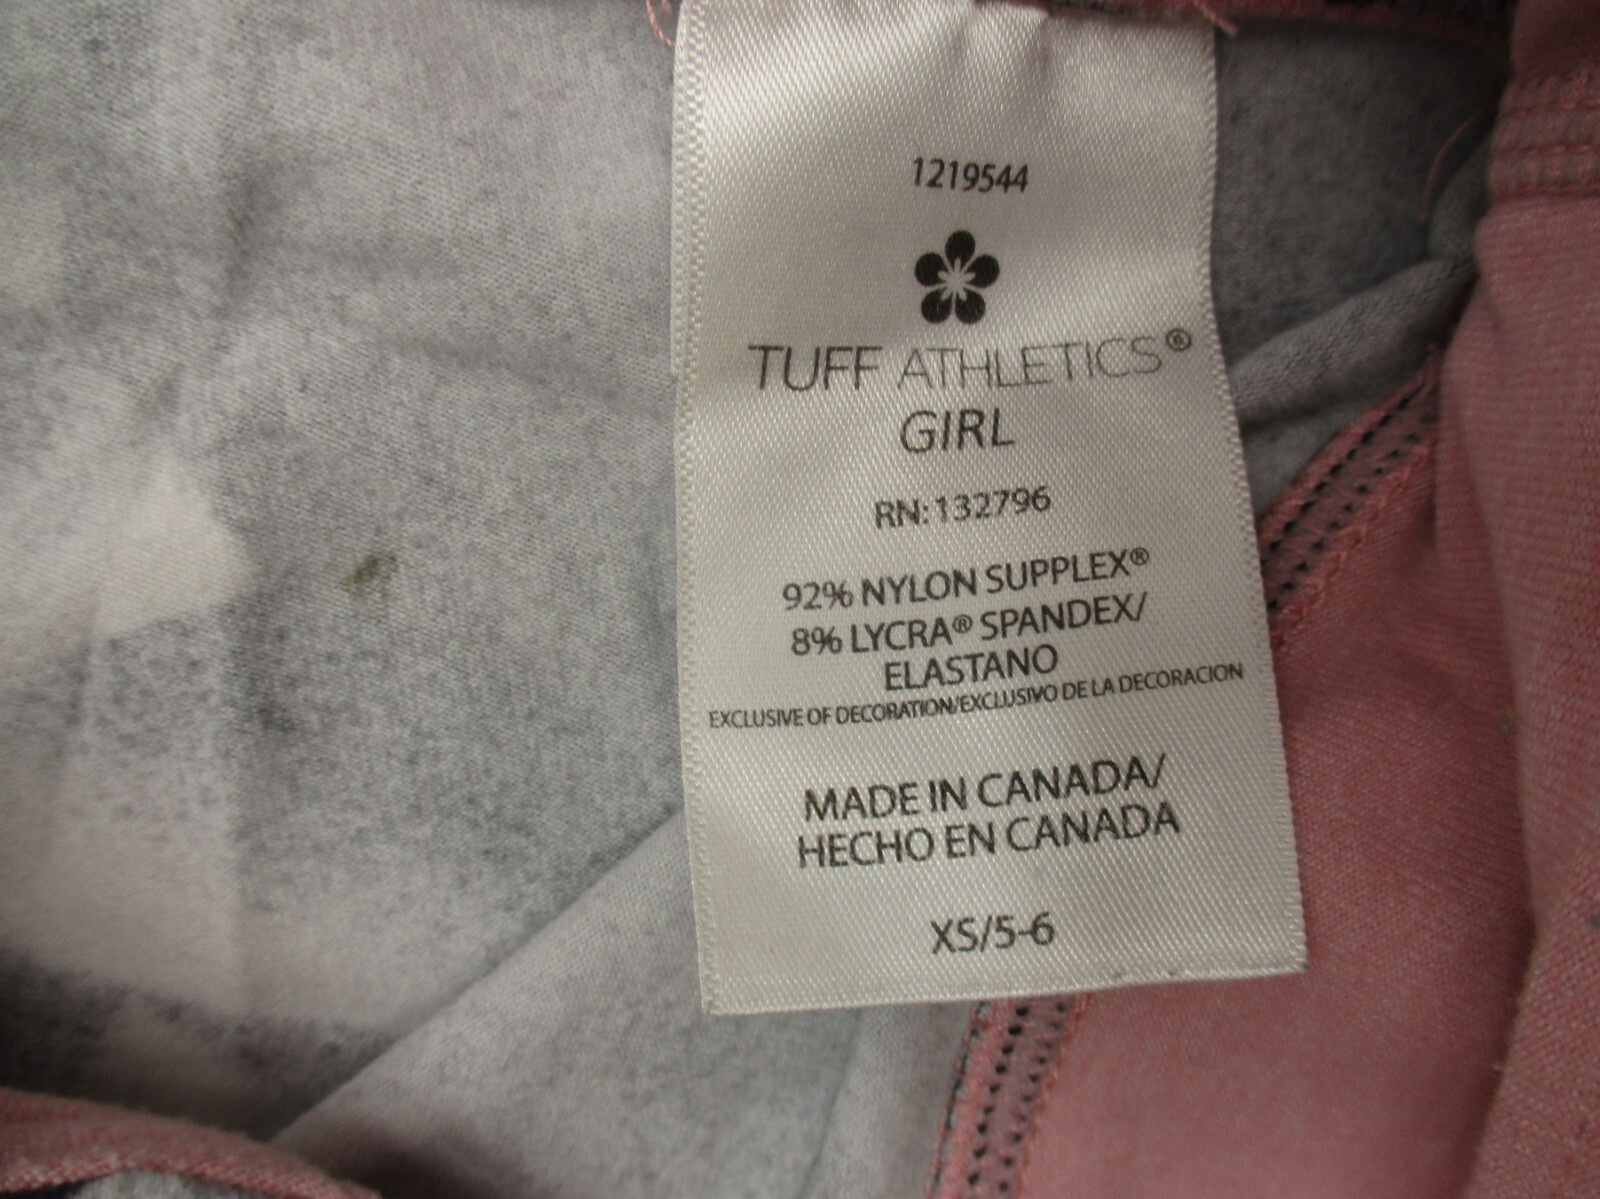 1219544
TUFF ATHLETICS®
GIRL
RN: 132796
92% NYLON SUPPLEX®
8% LYCRA® SPANDEX/
ELASTANO
EXCLUSIVE OF DECORATION/EXCLUSIVO DE LA DECORACION
MADE IN CANADA/
HECHO EN CANADA
XS/5-6